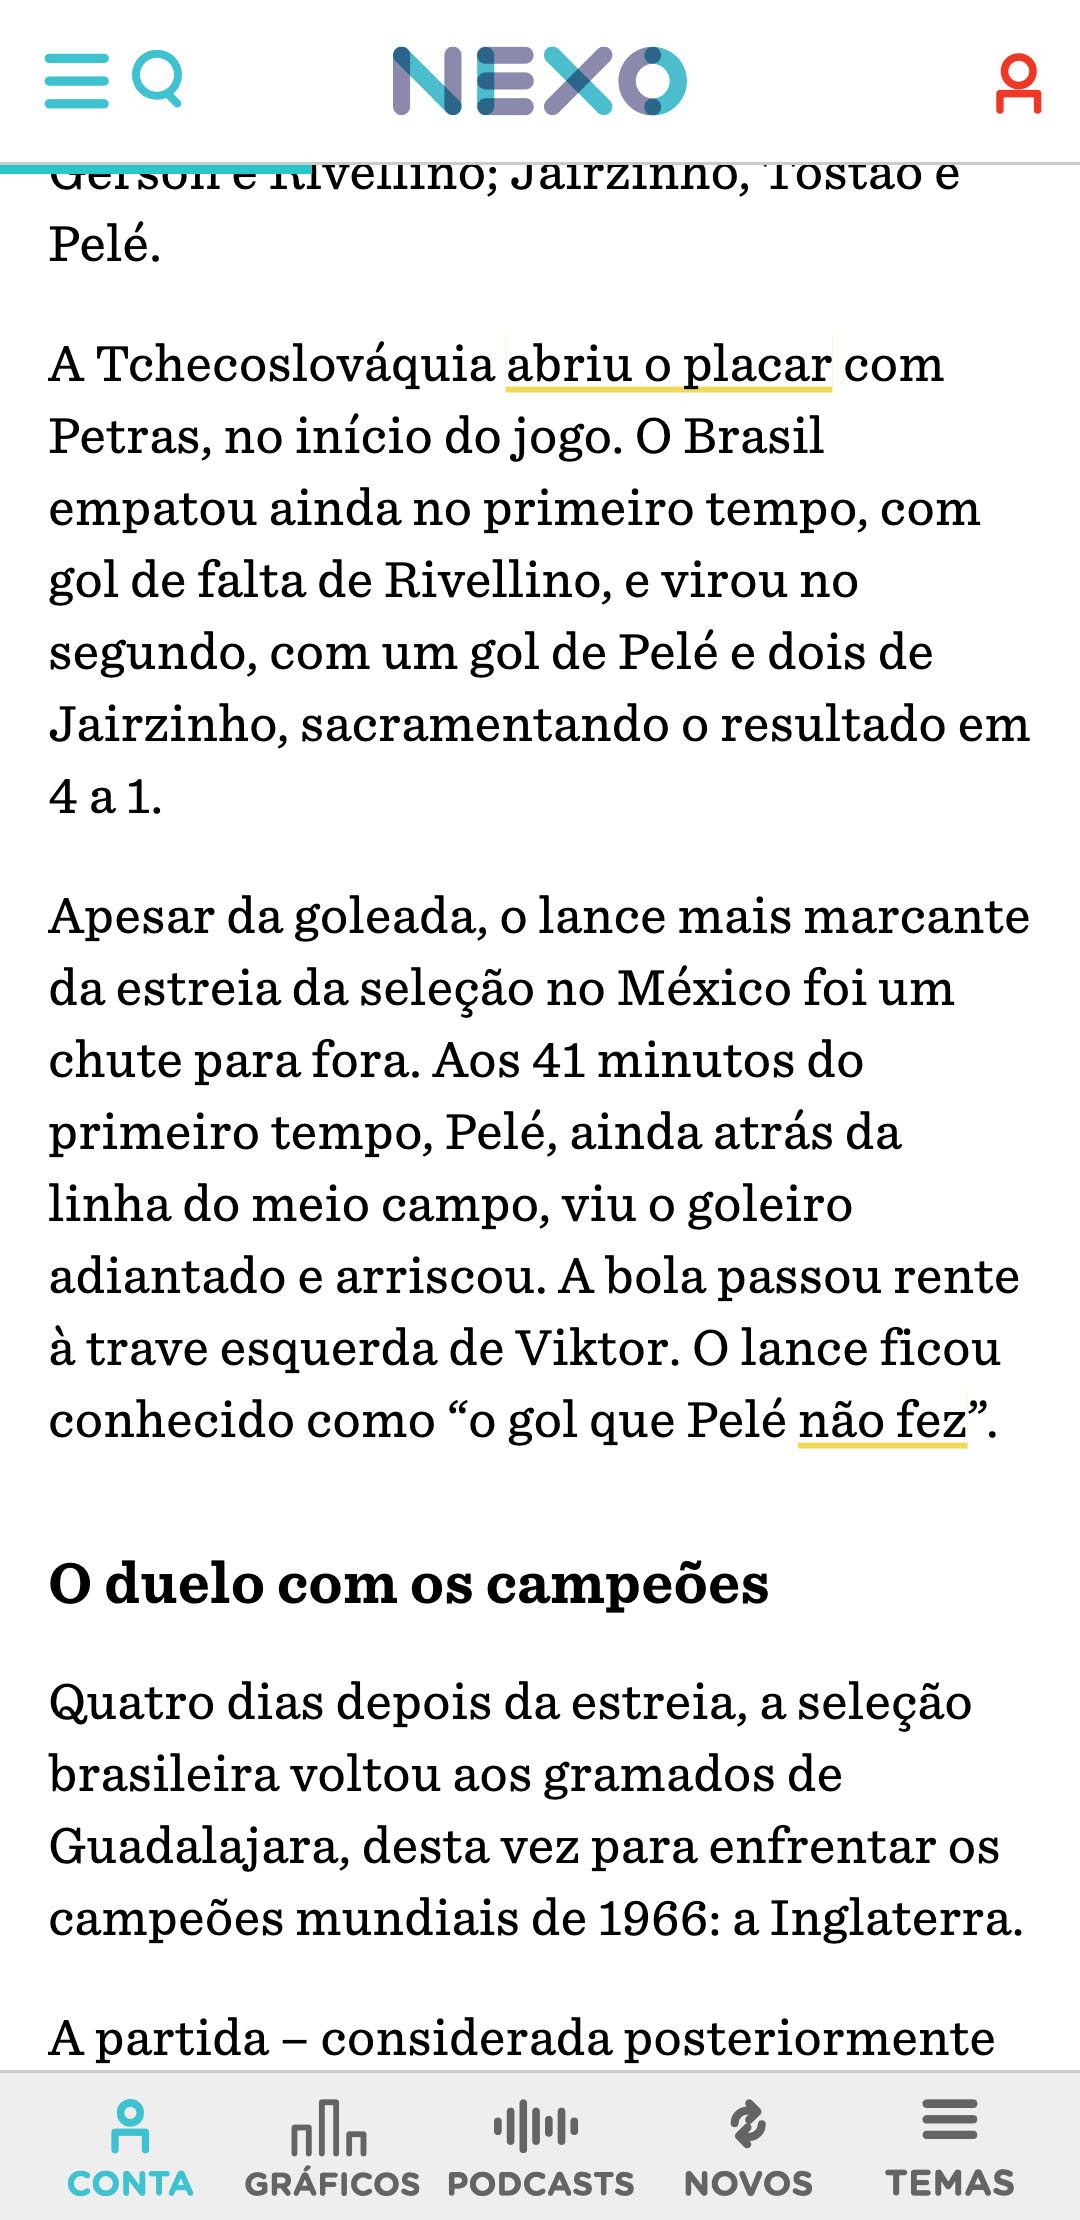 NEXO
Gerson e Rivellino; Jairzinho, Tostão e
Pelé.
A Tchecoslováquia abriu o placar com
Petras, no início do jogo. O Brasil
empatou ainda no primeiro tempo, com
gol de falta de Rivellino, e virou no
segundo, com um gol de Pelé e dois de
Jairzinho, sacramentando o resultado em
4 a 1.
Apesar da goleada, o lance mais marcante
da estreia da seleção no México foi um
chute para fora. Aos 41 minutos do
primeiro tempo, Pelé, ainda atrás da
linha do meio campo, viu o goleiro
adiantado e arriscou. A bola passou rente
à trave esquerda de Viktor. O lance ficou
conhecido como “o gol que Pelé não fez”.
O duelo com os campeões
Quatro dias depois da estreia, a seleção
brasileira voltou aos gramados de
Guadalajara, desta vez para enfrentar os
campeões mundiais de 1966: a Inglaterra.
A partida – considerada posteriormente
CONTA GRÁFICOS PODCASTS NOVOS TEMAS